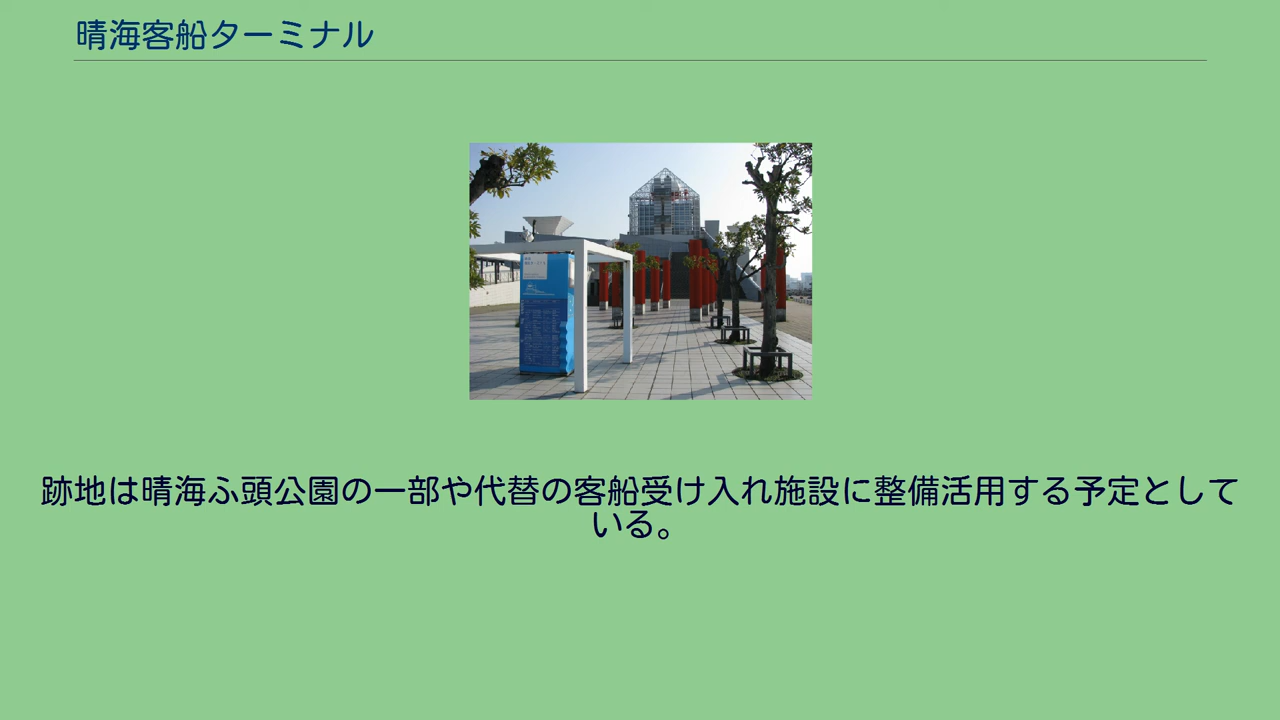 晴海客船ターミナル
跡地は晴海ふ頭公園の一部や代替の客船受け入れ施設に整備活用する予定として
いる。